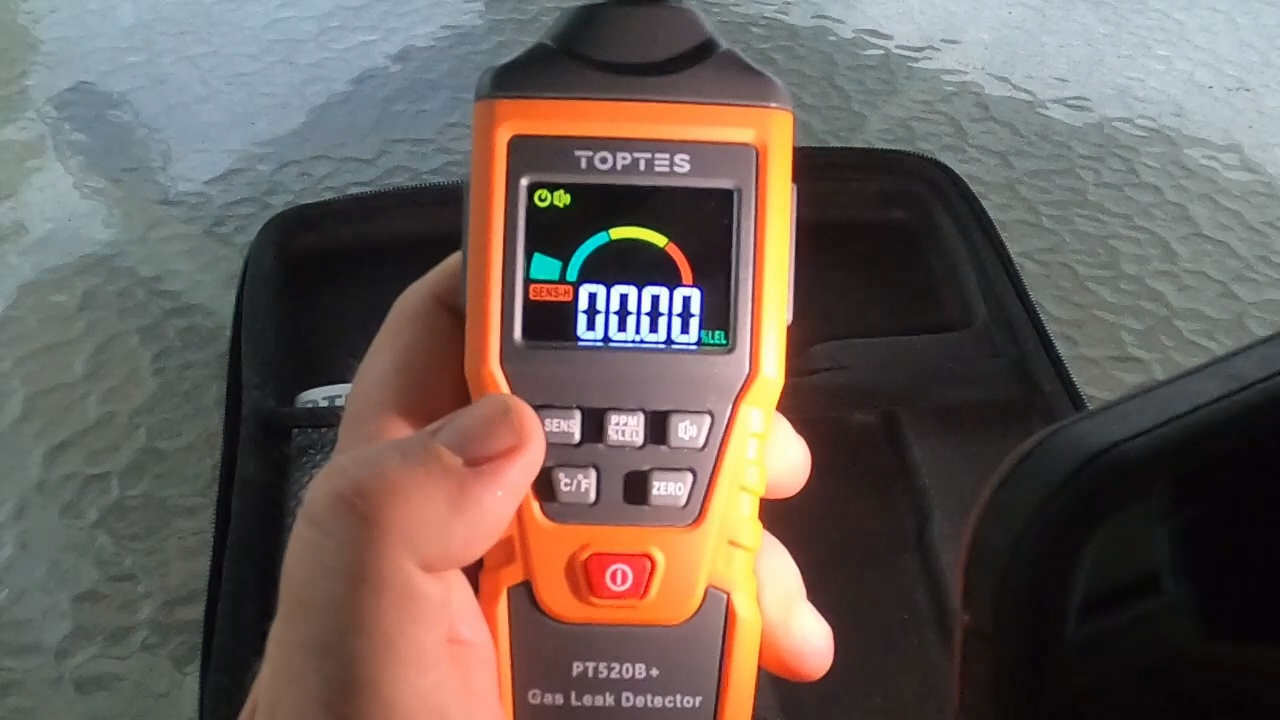 TOPTES
SENS-H
00.00 %LEL
SENS
PPM
%LEL
°C/°F
ZERO
PT520B+
Gas Leak Detector